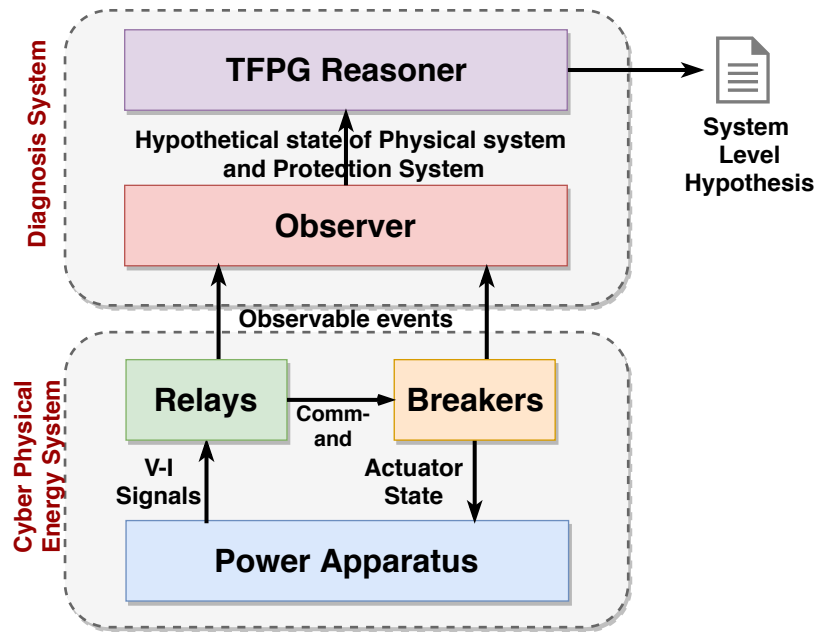 Diagnosis System
TFPG Reasoner
System
Level
Hypothesis
Hypothetical state of Physical system
and Protection System
Observer
Observable events
Cyber Physical
Energy System
Relays
Comm-
and
Breakers
V-I
Signals
Actuator
State
Power Apparatus